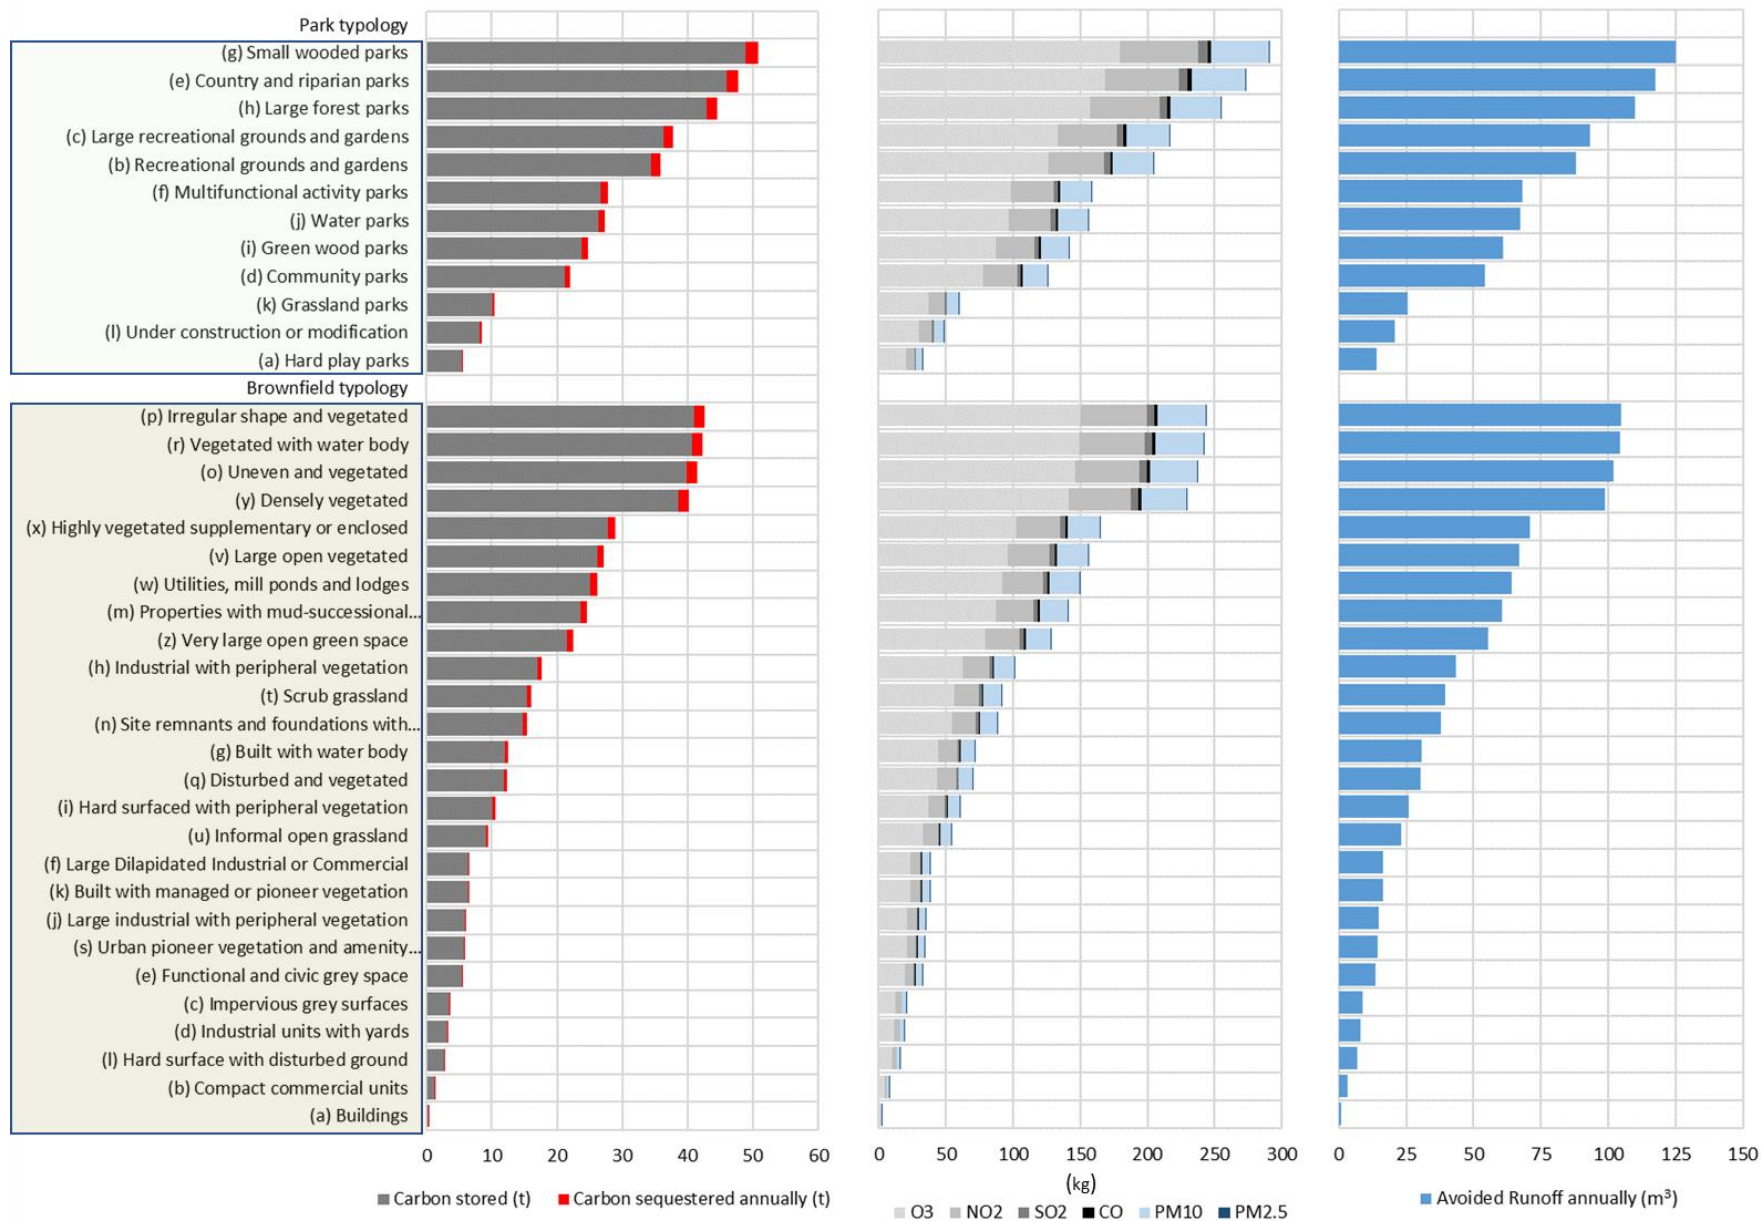 Park typology
(g) Small wooded parks
(e) Country and riparian parks
(h) Large forest parks
(c) Large recreational grounds and gardens
(b) Recreational grounds and gardens
(f) Multifunctional activity parks
(j) Water parks
(i) Green wood parks
(d) Community parks
(k) Grassland parks
(l) Under construction or modification
(a) Hard play parks
Brownfield typology
(p) Irregular shape and vegetated
(r) Vegetated with water body
(o) Uneven and vegetated
(y) Densely vegetated
(x) Highly vegetated supplementary or enclosed
(v) Large open vegetated
(w) Utilities, mill ponds and lodges
(m) Properties with mud-successional...
(z) Very large open green space
(h) Industrial with peripheral vegetation
(t) Scrub grassland
(n) Site remnants and foundations with...
(g) Built with water body
(q) Disturbed and vegetated
(i) Hard surfaced with peripheral vegetation
(u) Informal open grassland
(f) Large Dilapidated Industrial or Commercial
(k) Built with managed or pioneer vegetation
(j) Large industrial with peripheral vegetation
(s) Urban pioneer vegetation and amenity...
(e) Functional and civic grey space
(c) Impervious grey surfaces
(d) Industrial units with yards
(l) Hard surface with disturbed ground
(b) Compact commercial units
(a) Buildings
0 10 20 30 40 50 60
Carbon stored (t) Carbon sequestered annually (t)
0 50 100 150 200 250 300
(kg)
O3 NO2 SO2 CO PM10 PM2.5
0 25 50 75 100 125 150
Avoided Runoff annually (m³)